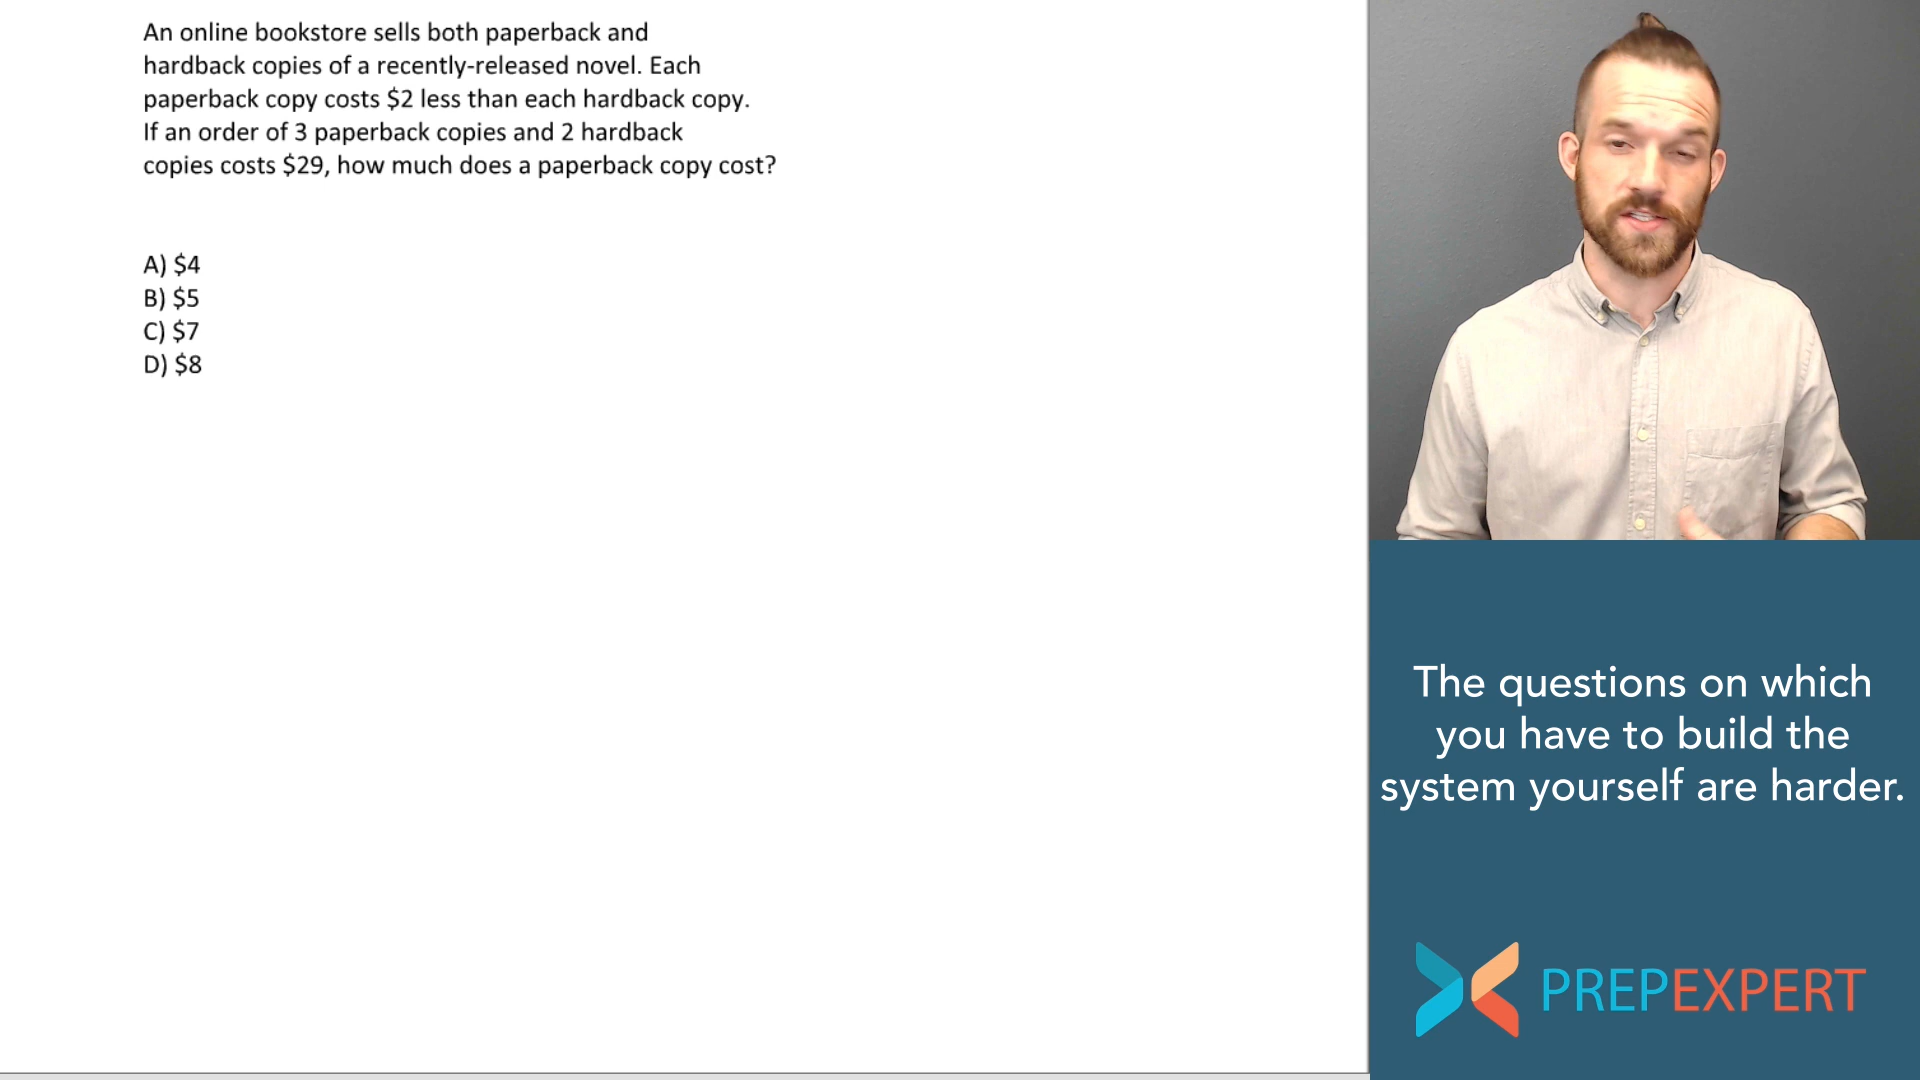 An online bookstore sells both paperback and
hardback copies of a recently-released novel. Each
paperback copy costs $2 less than each hardback copy.
If an order of 3 paperback copies and 2 hardback
copies costs $29, how much does a paperback copy cost?
A) $4
B) $5
C) $7
D) $8
The questions on which
you have to build the
system yourself are harder.
PREPEXPERT